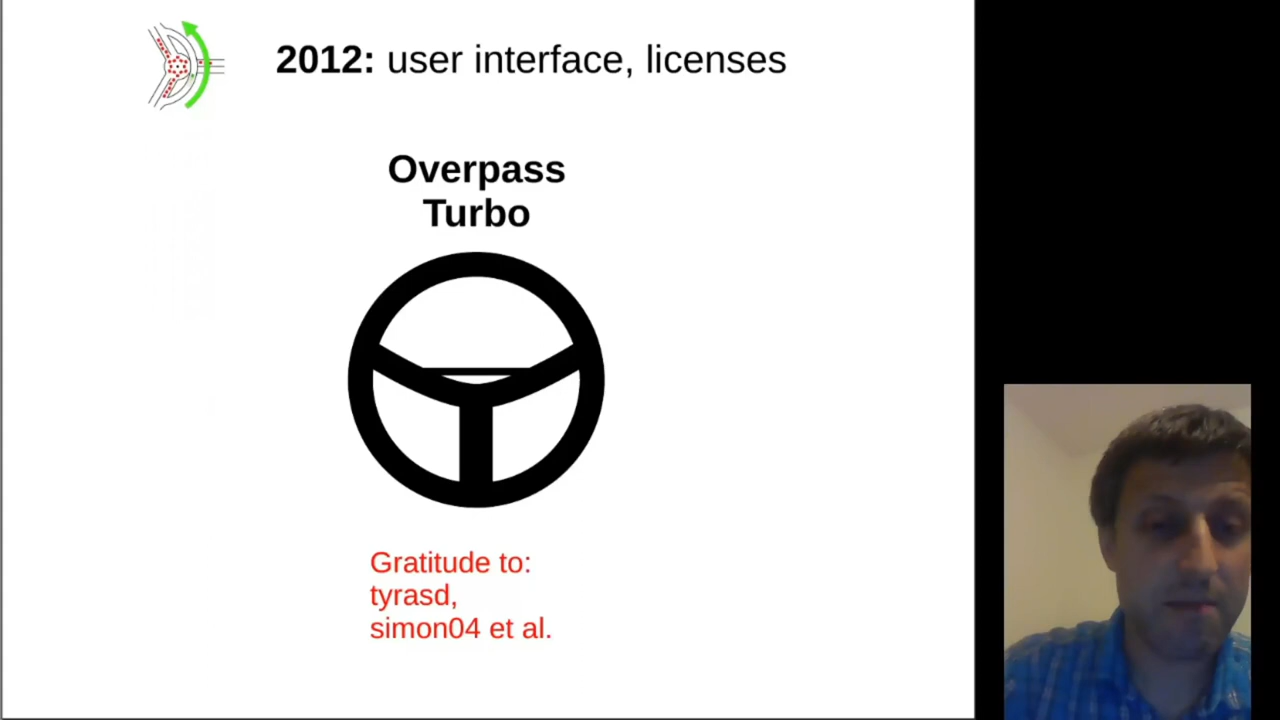 2012: user interface, licenses
Overpass
Turbo
Gratitude to:
tyrasd,
simon04 et al.